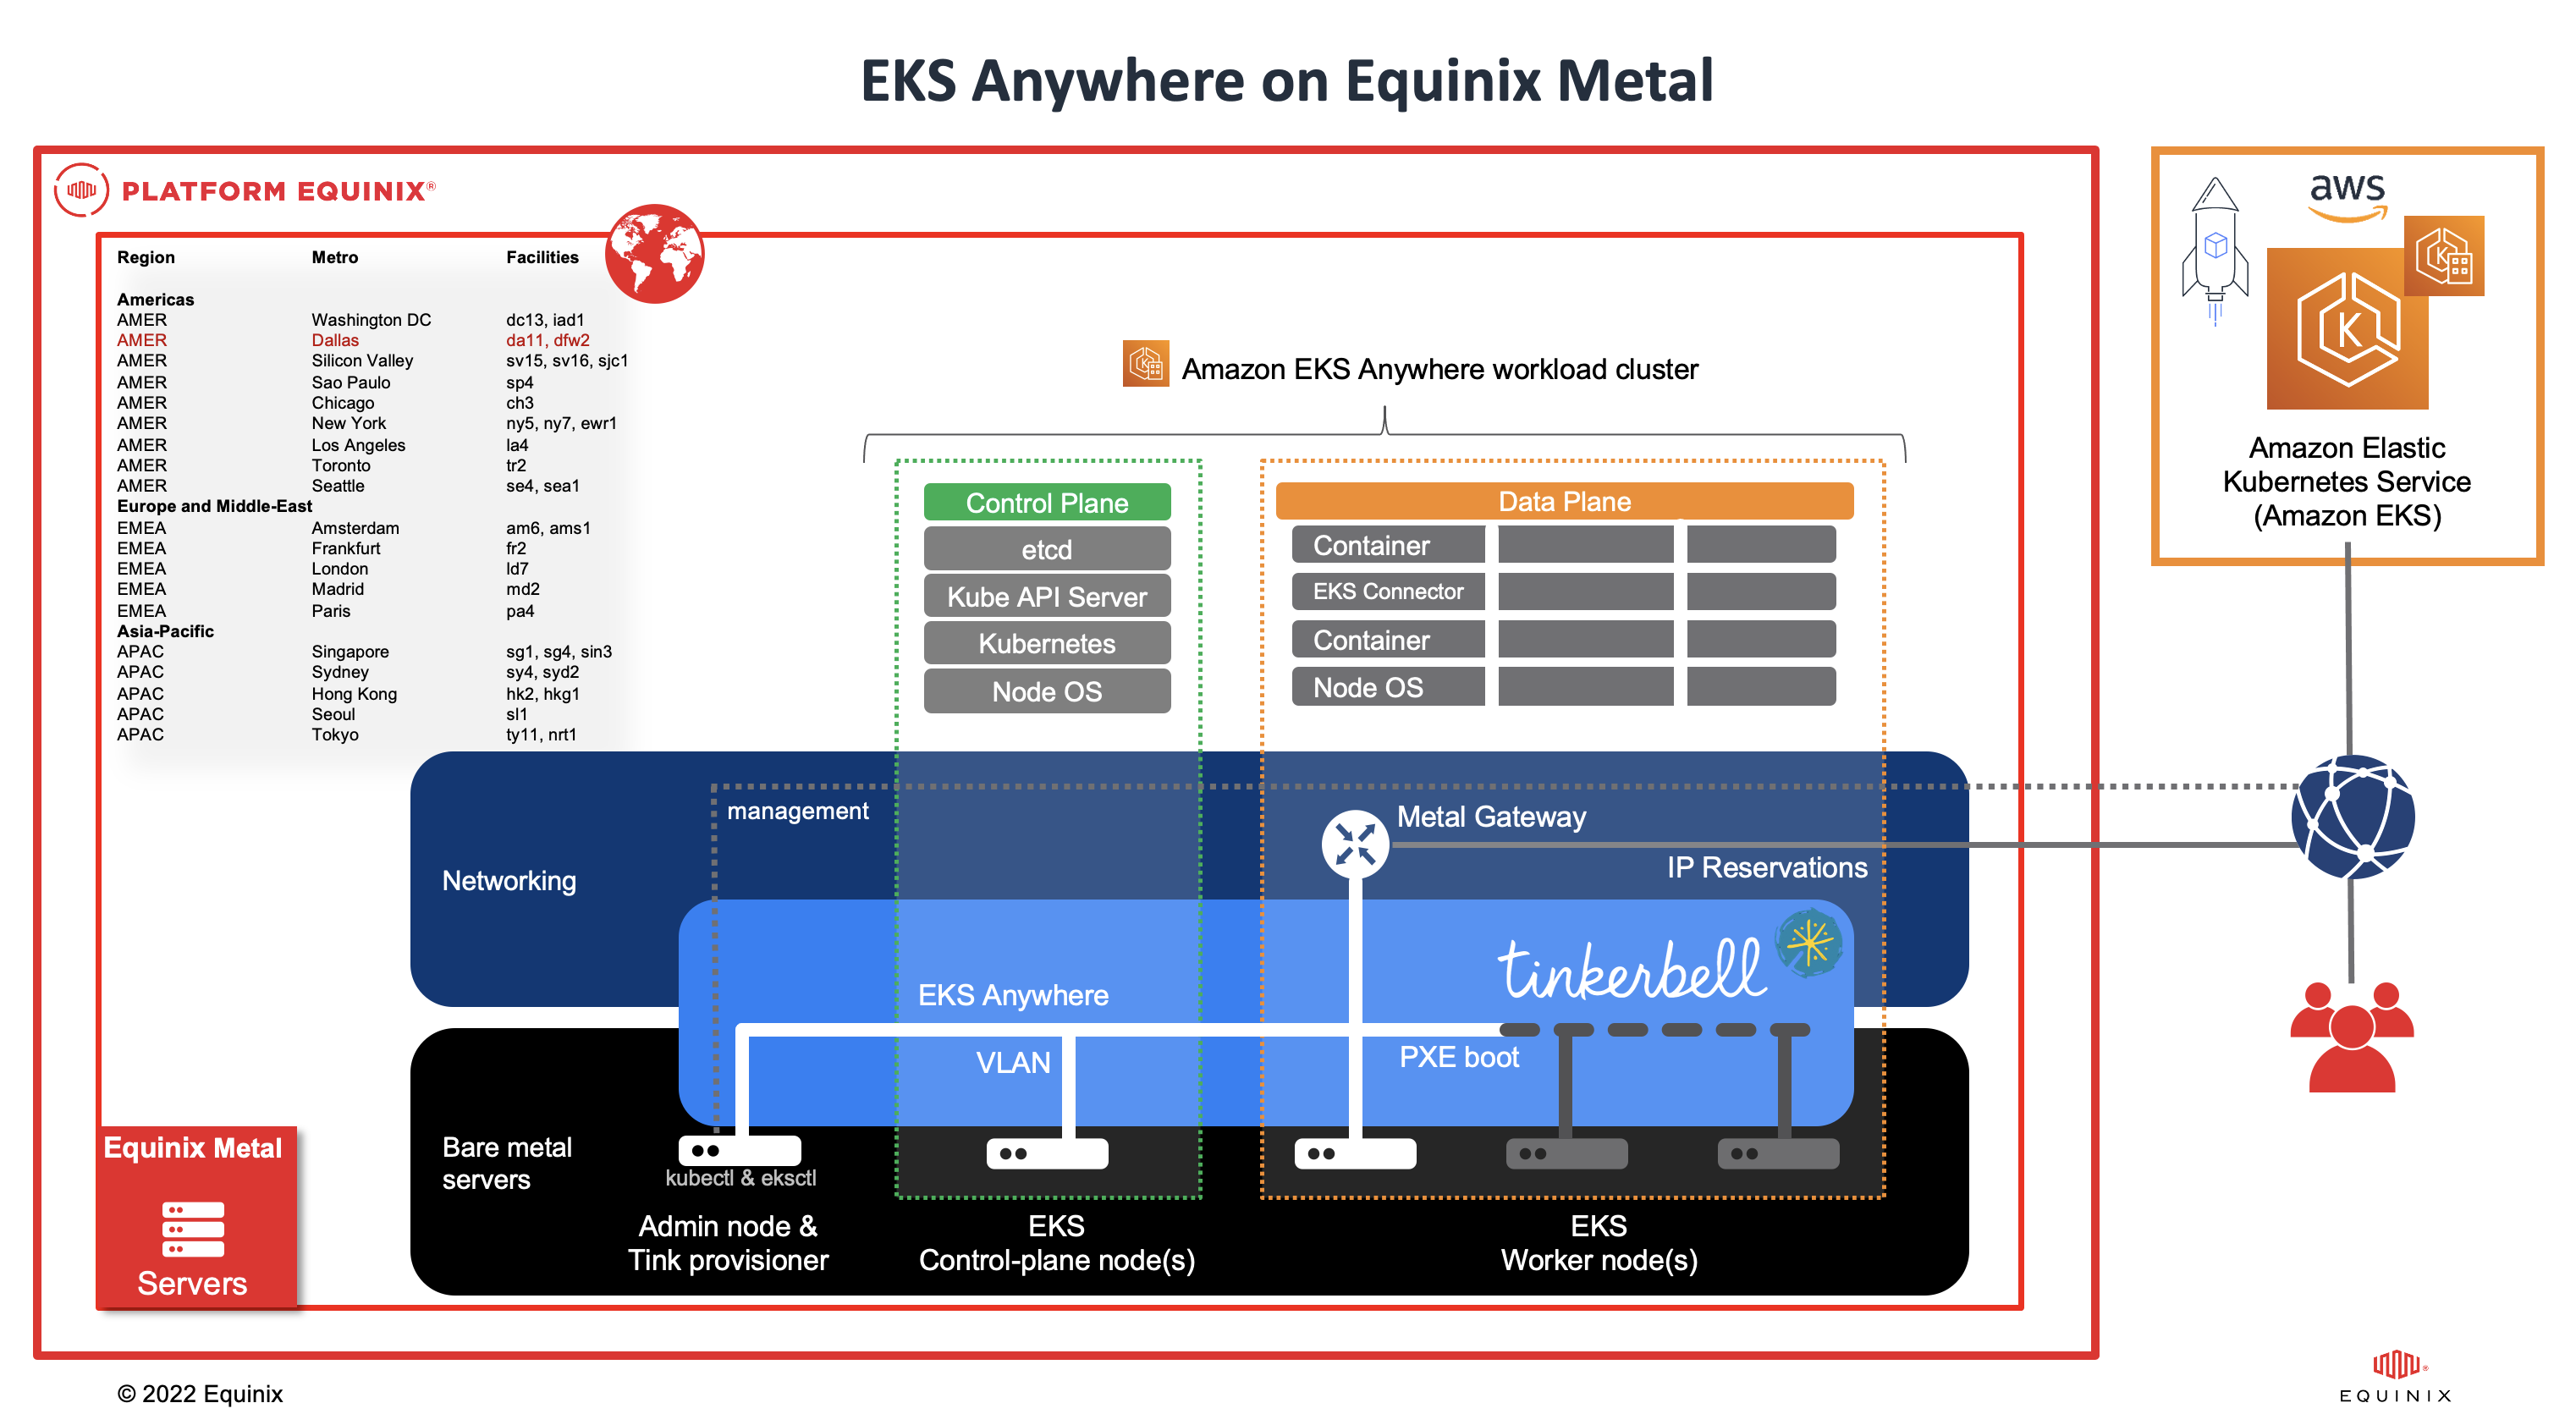 EKS Anywhere on Equinix Metal
PLATFORM EQUINIX®
Region Metro Facilities
Americas
AMER Washington DC dc13, iad1
AMER Dallas da11, dfw2
AMER Silicon Valley sv15, sv16, sjc1
AMER Sao Paulo sp4
AMER Chicago ch3
AMER New York ny5, ny7, ewr1
AMER Los Angeles la4
AMER Toronto tr2
AMER Seattle se4, sea1
Europe and Middle-East
EMEA Amsterdam am6, ams1
EMEA Frankfurt fr2
EMEA London ld7
EMEA Madrid md2
EMEA Paris pa4
Asia-Pacific
APAC Singapore sg1, sg4, sin3
APAC Sydney sy4, syd2
APAC Hong Kong hk2, hkg1
APAC Seoul sl1
APAC Tokyo ty11, nrt1
K
Amazon EKS Anywhere workload cluster
Control Plane
etcd
Kube API Server
Kubernetes
Node OS
Data Plane
Container
EKS Connector
Container
Node OS
aws
K
K
Amazon Elastic
Kubernetes Service
(Amazon EKS)
Networking
management
Metal Gateway
IP Reservations
tinkerbell
EKS Anywhere
VLAN
PXE boot
Bare metal
servers
kubectl & eksctl
Admin node &
Tink provisioner
EKS
Control-plane node(s)
EKS
Worker node(s)
Equinix Metal
Servers
© 2022 Equinix
EQUINIX